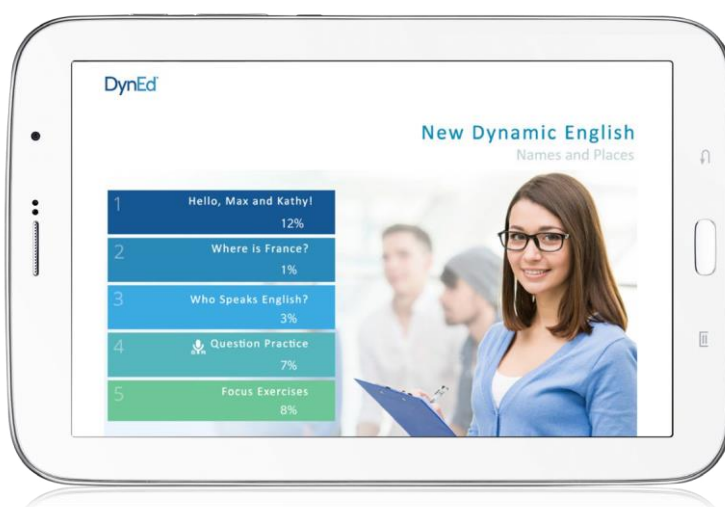 DynEd
New Dynamic English
Names and Places
1 Hello, Max and Kathy!
12%
2 Where is France?
1%
3 Who Speaks English?
3%
4 Question Practice
7%
5 Focus Exercises
8%